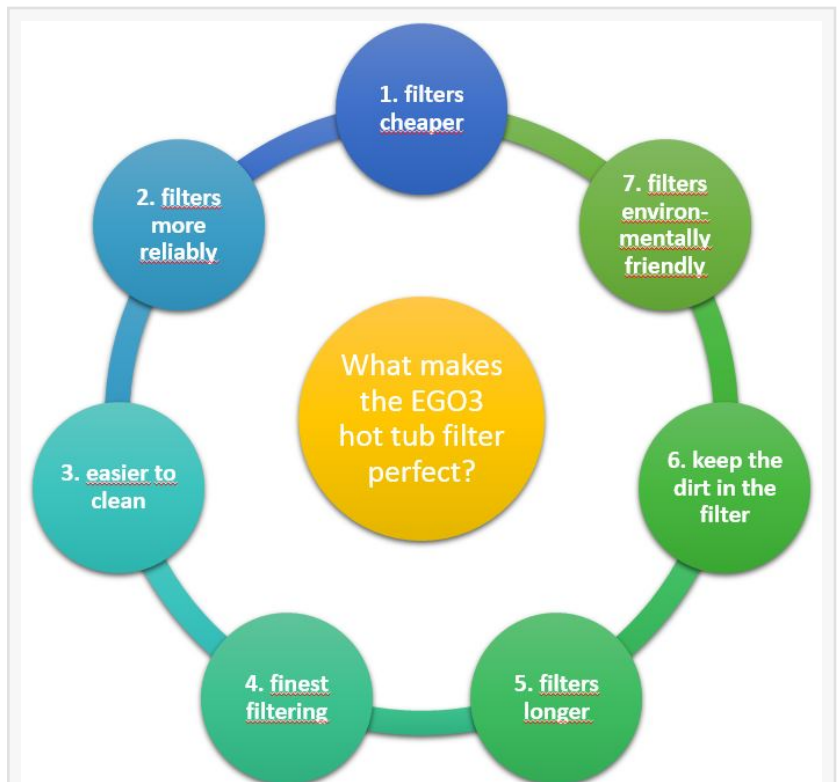 What makes
the EGO3
hot tub filter
perfect?
1. filters
cheaper
2. filters
more
reliably
3. easier to
clean
4. finest
filtering
5. filters
longer
6. keep the
dirt in the
filter
7. filters
environ-
mentally
friendly